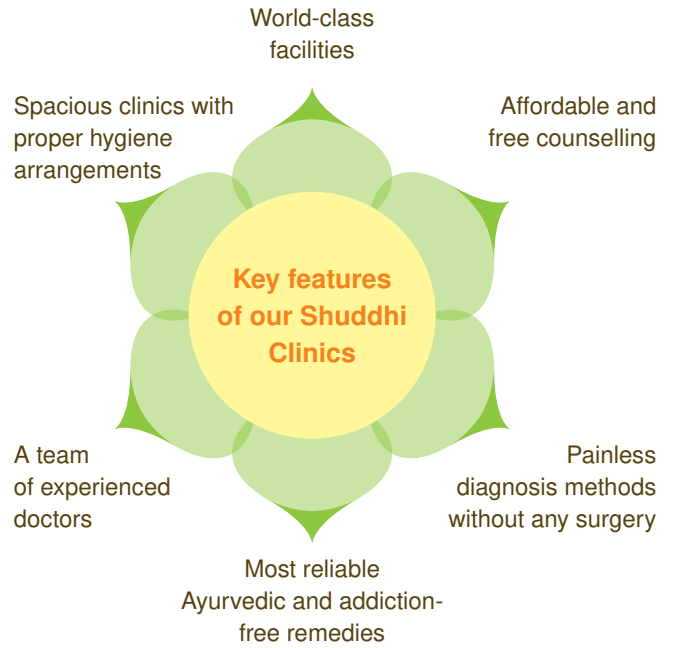 World-class
facilities
Spacious clinics with
proper hygiene
arrangements
Affordable and
free counselling
Key features
of our Shuddhi
Clinics
A team
of experienced
doctors
Painless
diagnosis methods
without any surgery
Most reliable
Ayurvedic and addiction-
free remedies